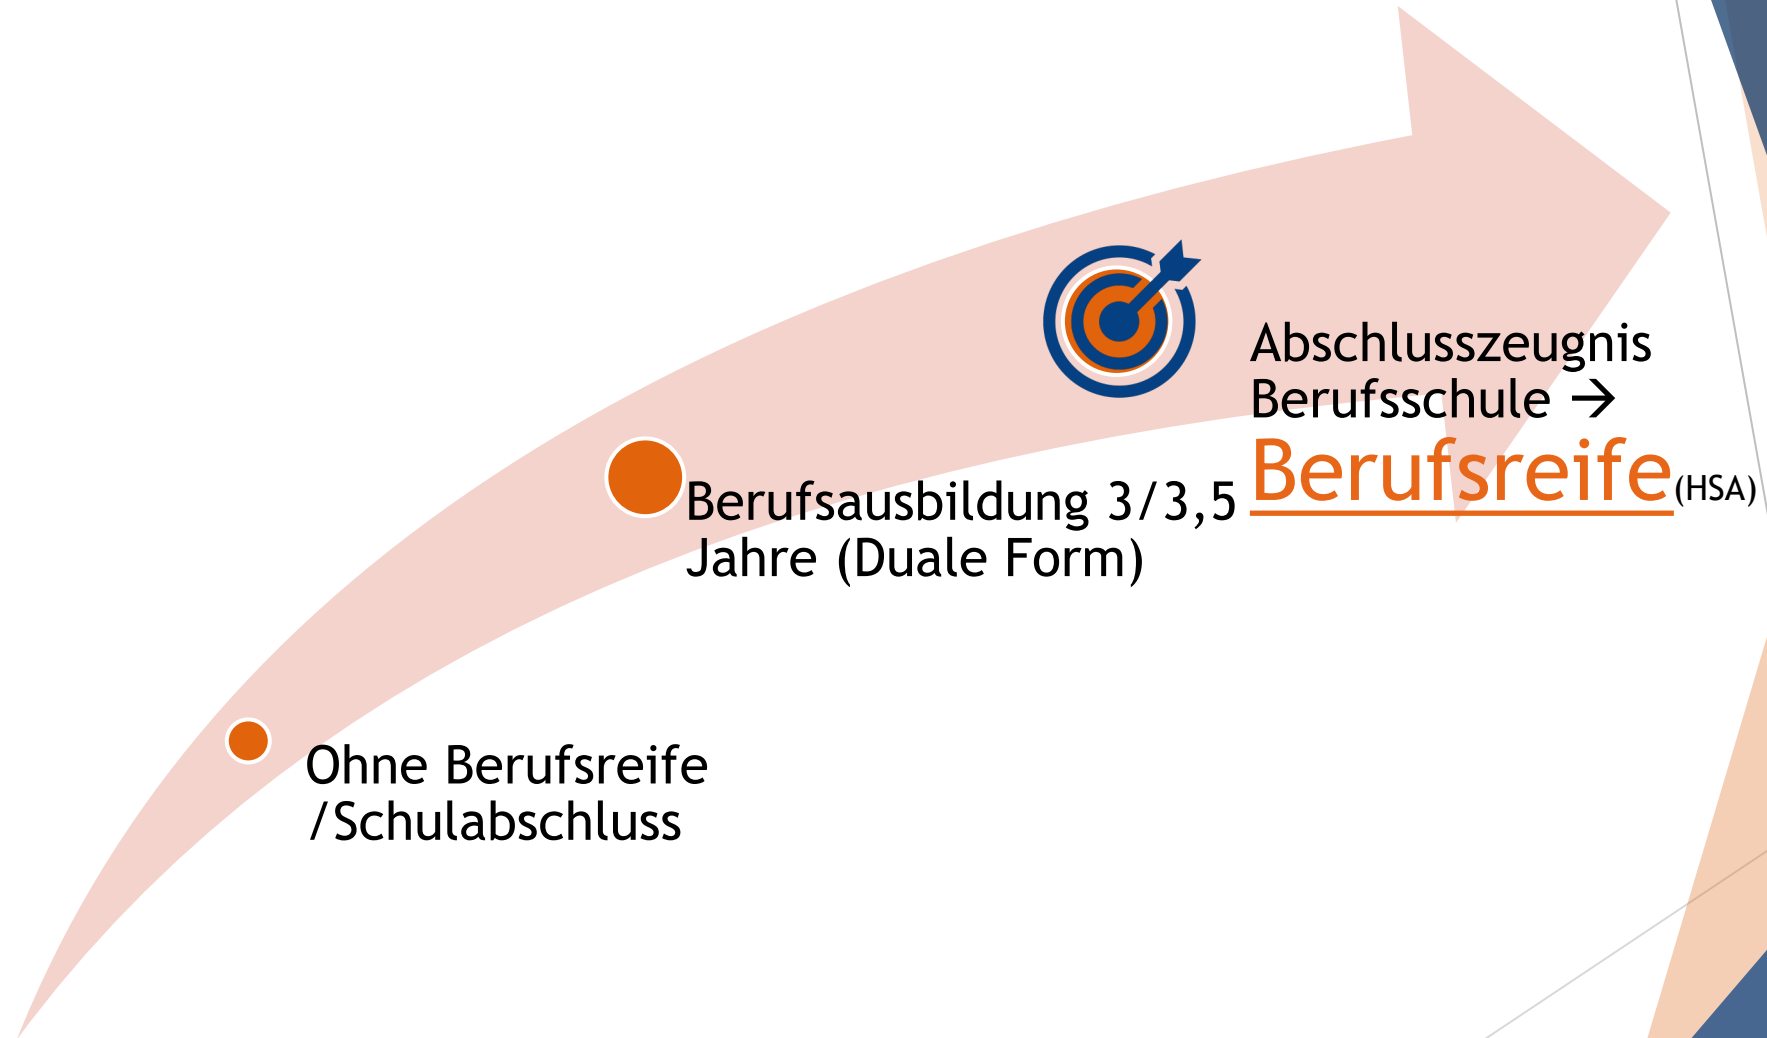 Abschlusszeugnis
Berufsschule →
Berufsreife(HSA)
Berufsausbildung 3/3,5
Jahre (Duale Form)
Ohne Berufsreife
/Schulabschluss